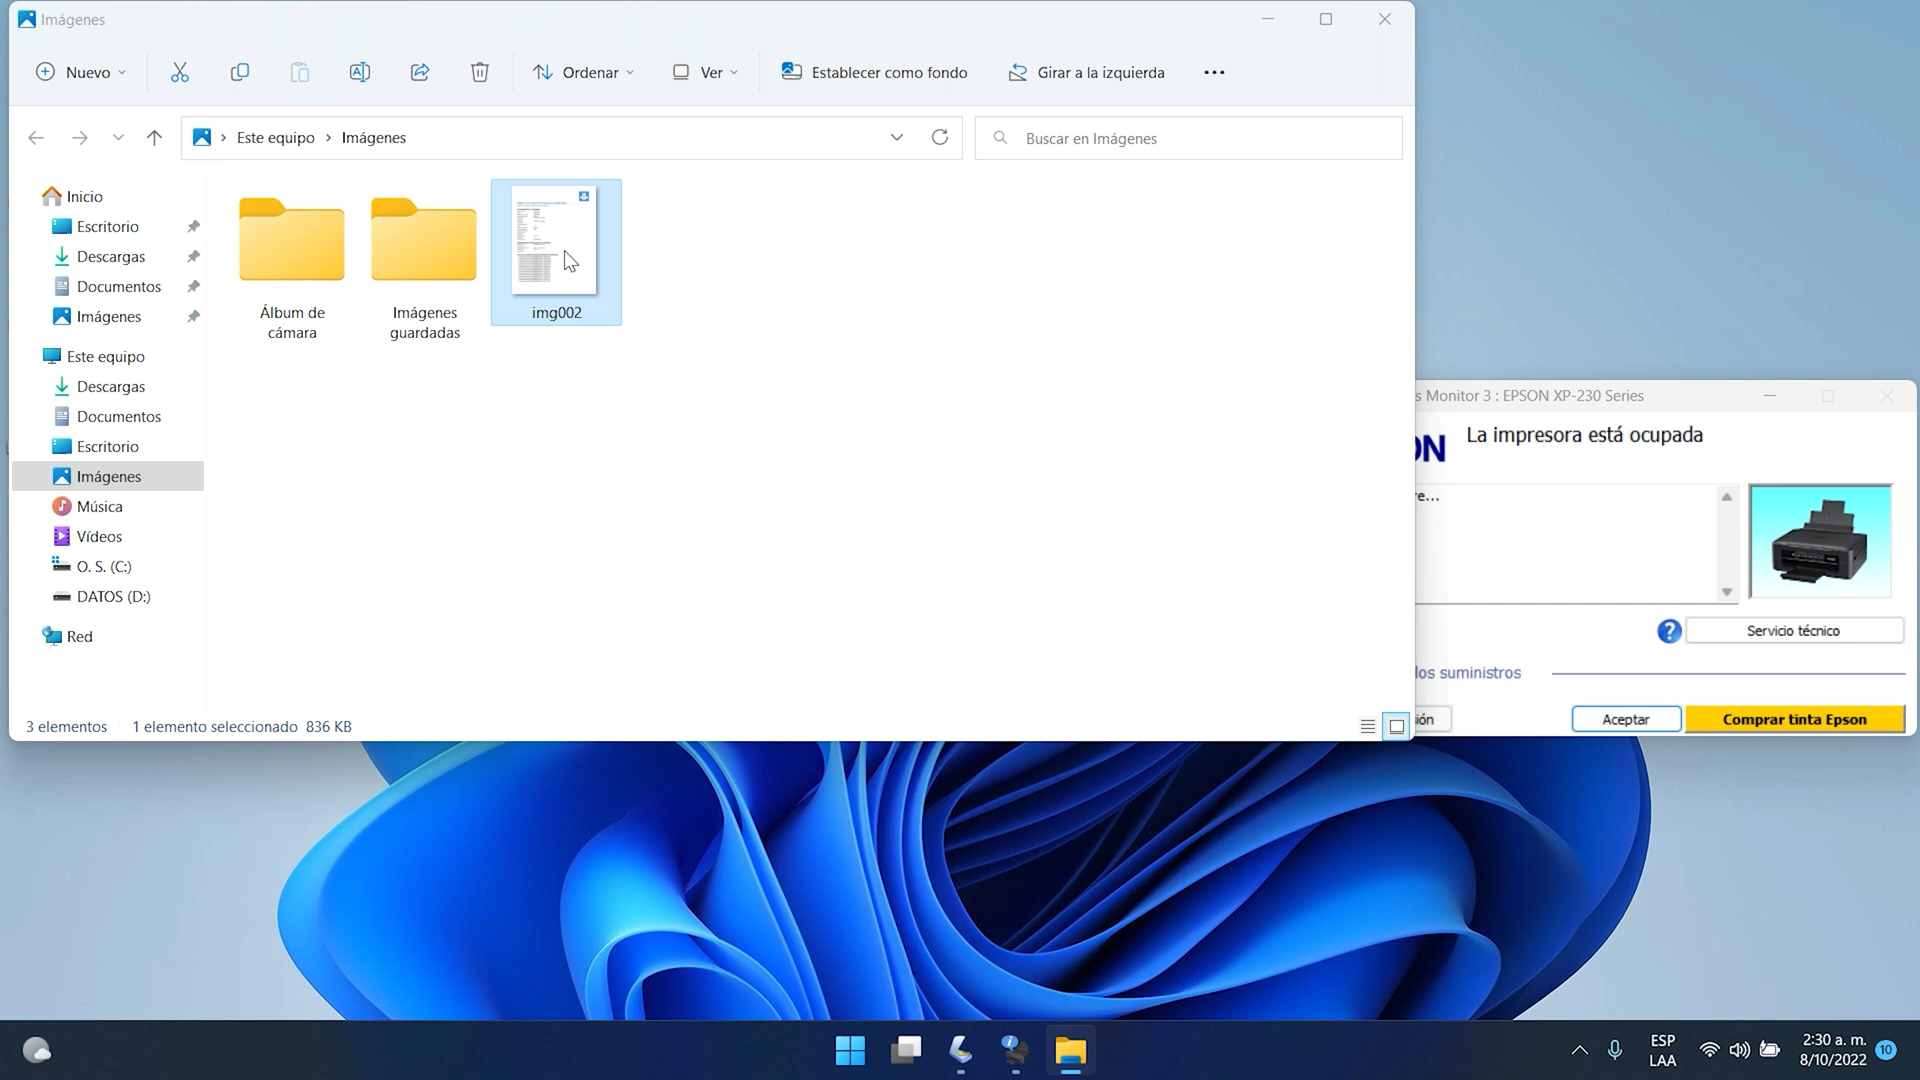 Imágenes
Nuevo
Ordenar
Ver
Establecer como fondo
Girar a la izquierda
Este equipo
Imágenes
Buscar en Imágenes
Inicio
Escritorio
Descargas
Documentos
Imágenes
Este equipo
Descargas
Documentos
Escritorio
Imágenes
Música
Vídeos
O. S. (C:)
DATOS (D:)
Red
Álbum de
cámara
Imágenes
guardadas
img002
3 elementos
1 elemento seleccionado 836 KB
s Monitor 3 : EPSON XP-230 Series
ON
La impresora está ocupada
re...
?
Servicio técnico
los suministros
ión
Aceptar
Comprar tinta Epson
ESP
LAA
2:30 a. m.
8/10/2022
10